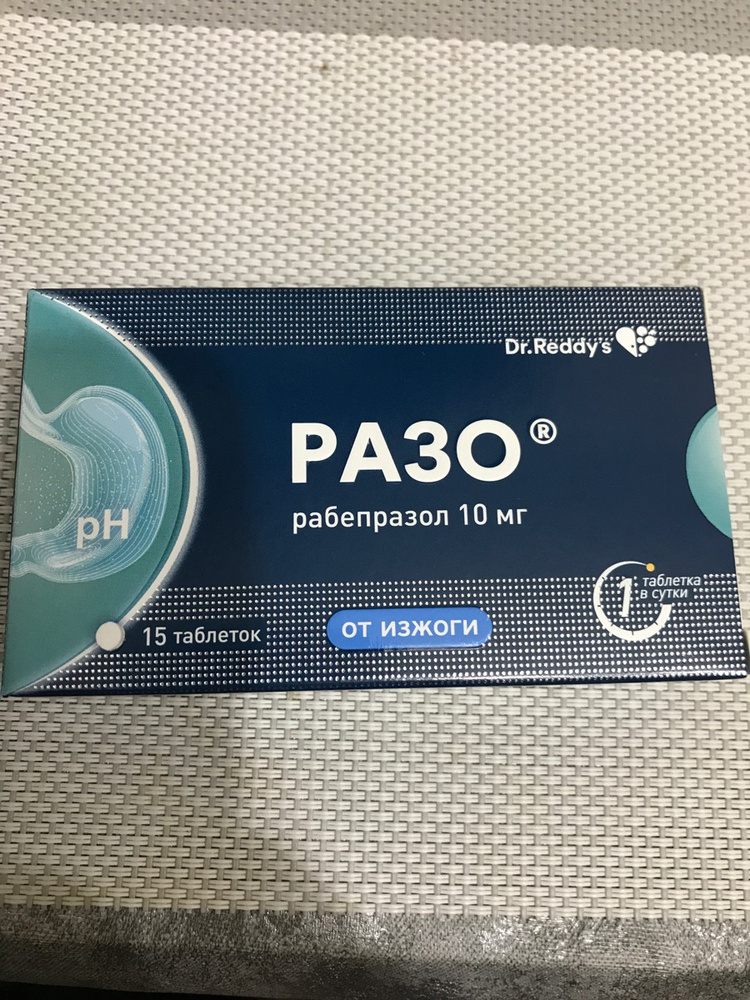 Dr.Reddy's
РАЗО®
рабепразол 10 мг
pH
15 таблеток
ОТ ИЗЖОГИ
1 таблетка
в сутки